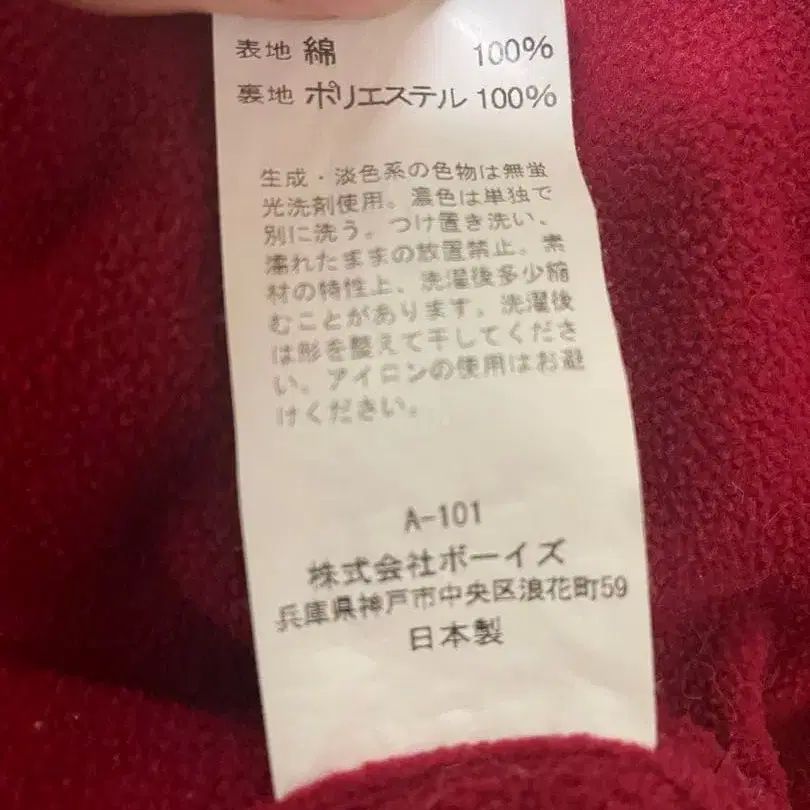 表地 綿 100%
裏地 ポリエステル 100%
生成・淡色系の色物は無蛍
光洗剤使用。濃色は単独で
別に洗う。つけ置き洗い、
濡れたままの放置禁止。素
材の特性上、洗濯後多少縮
むことがあります。洗濯後
は形を整えて干してくださ
い。アイロンの使用はお避
けください。
A-101
株式会社ボーイズ
兵庫県神戸市中央区浪花町59
日本製